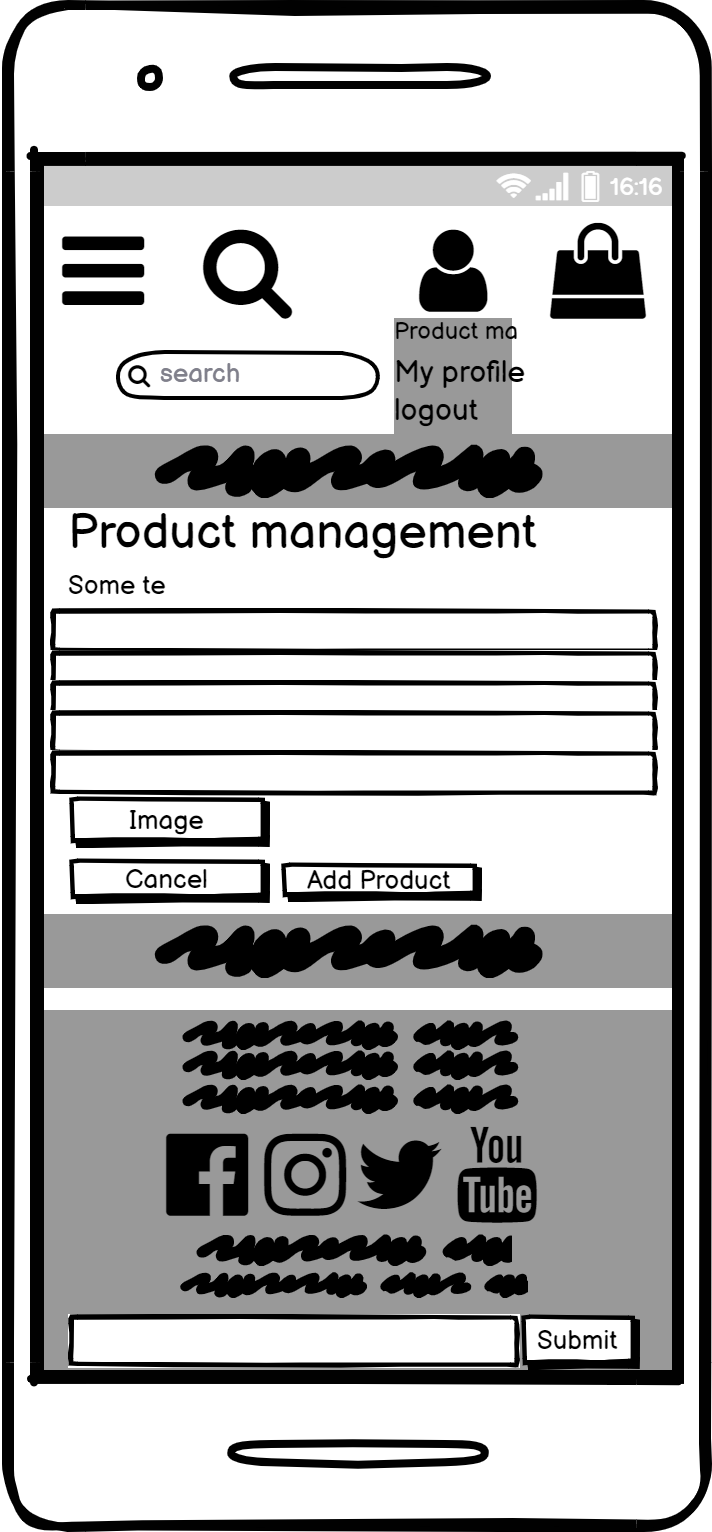 16:16
Product ma
search
My profile
logout
Product management
Some te
Image
Cancel Add Product
You
Tube
Submit